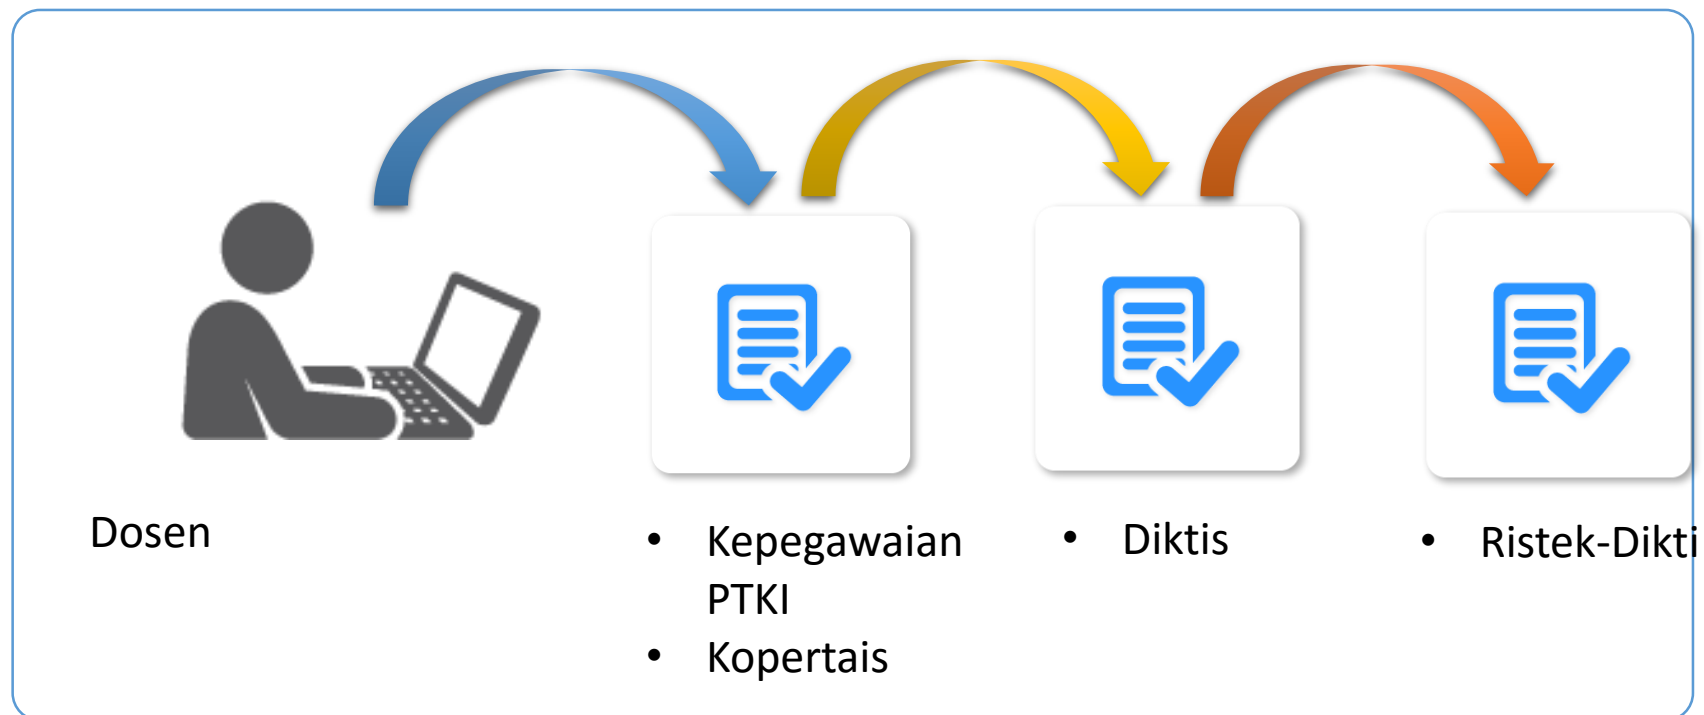 Dosen
• Kepegawaian
PTKI
• Kopertais
• Diktis
• Ristek-Dikti